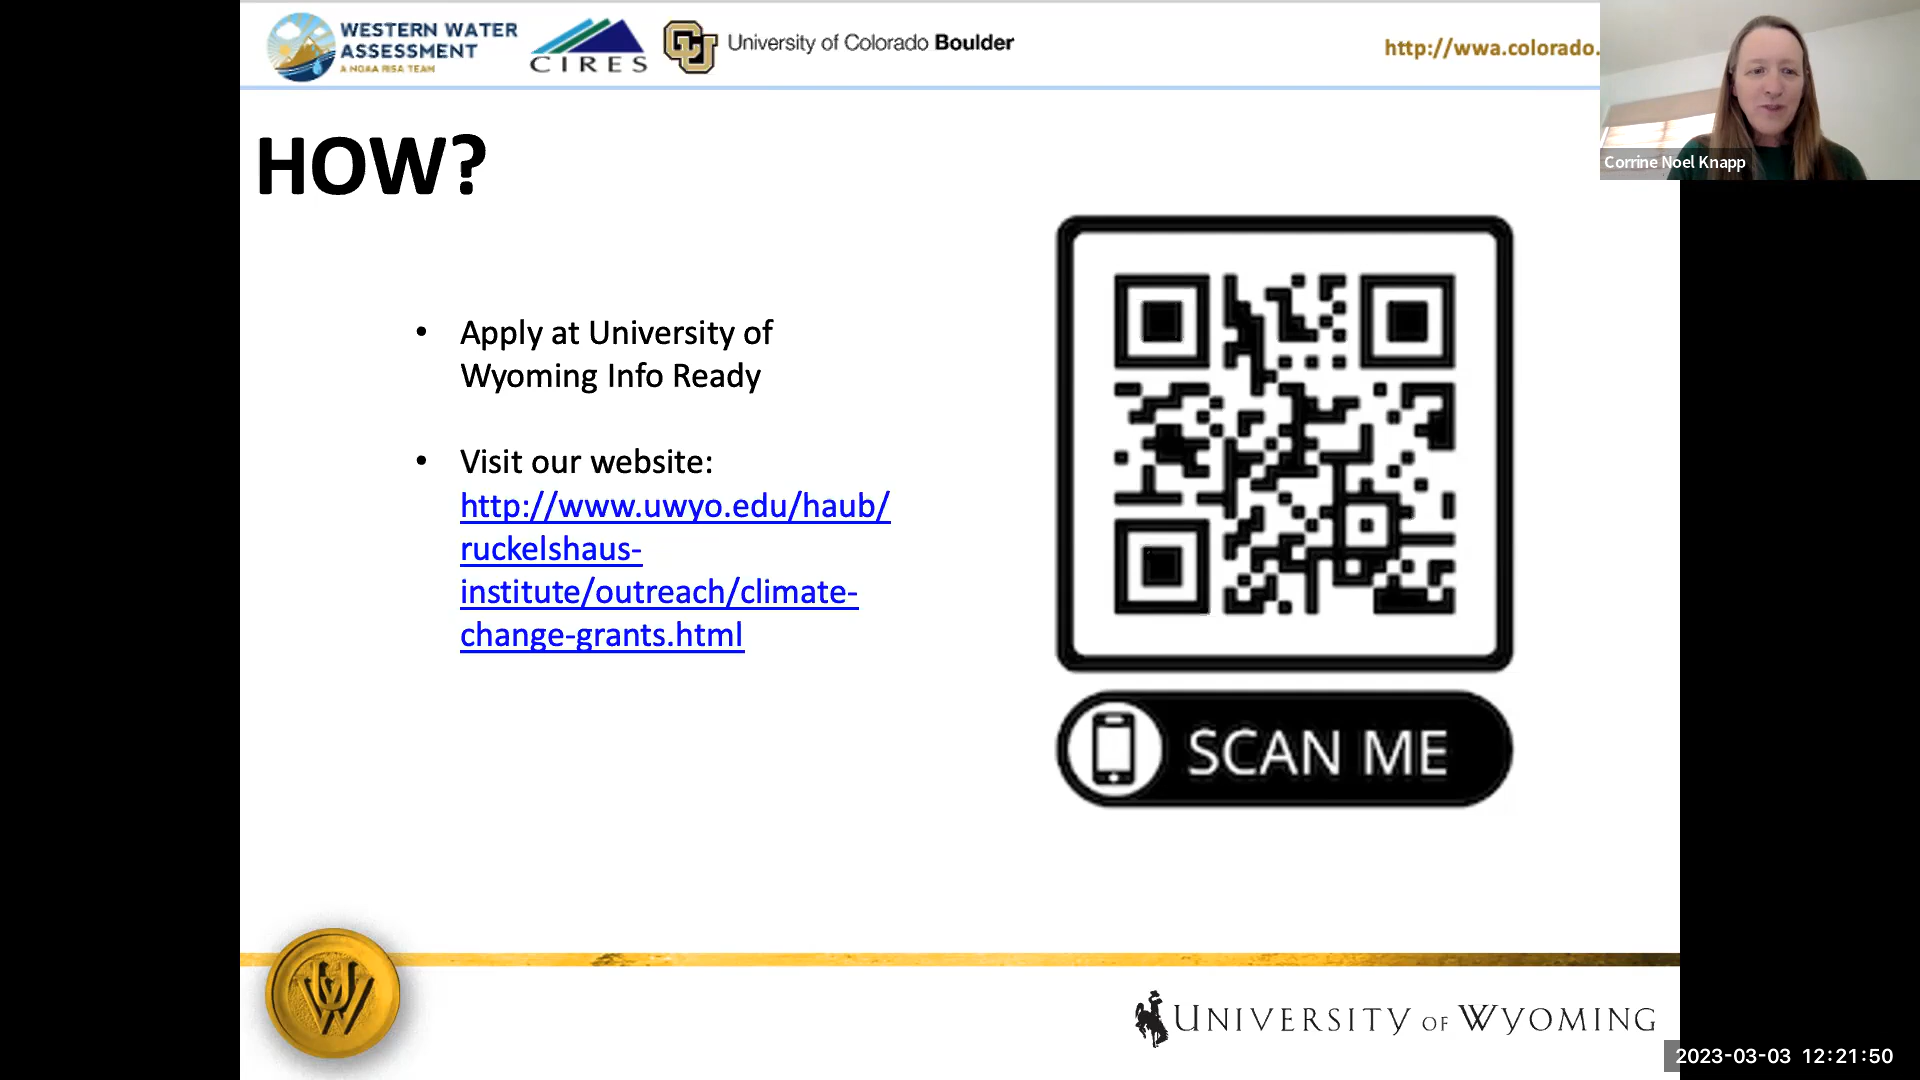 WESTERN WATER
ASSESSMENT
A NOAA RISA TEAM
CIRES
CU
University of Colorado Boulder
http://wwa.colorado.
Corrine Noel Knapp
HOW?
• Apply at University of
Wyoming Info Ready
• Visit our website:
http://www.uwyo.edu/haub/
ruckelshaus-
institute/outreach/climate-
change-grants.html
SCAN ME
UW
UNIVERSITY OF WYOMING
2023-03-03 12:21:50